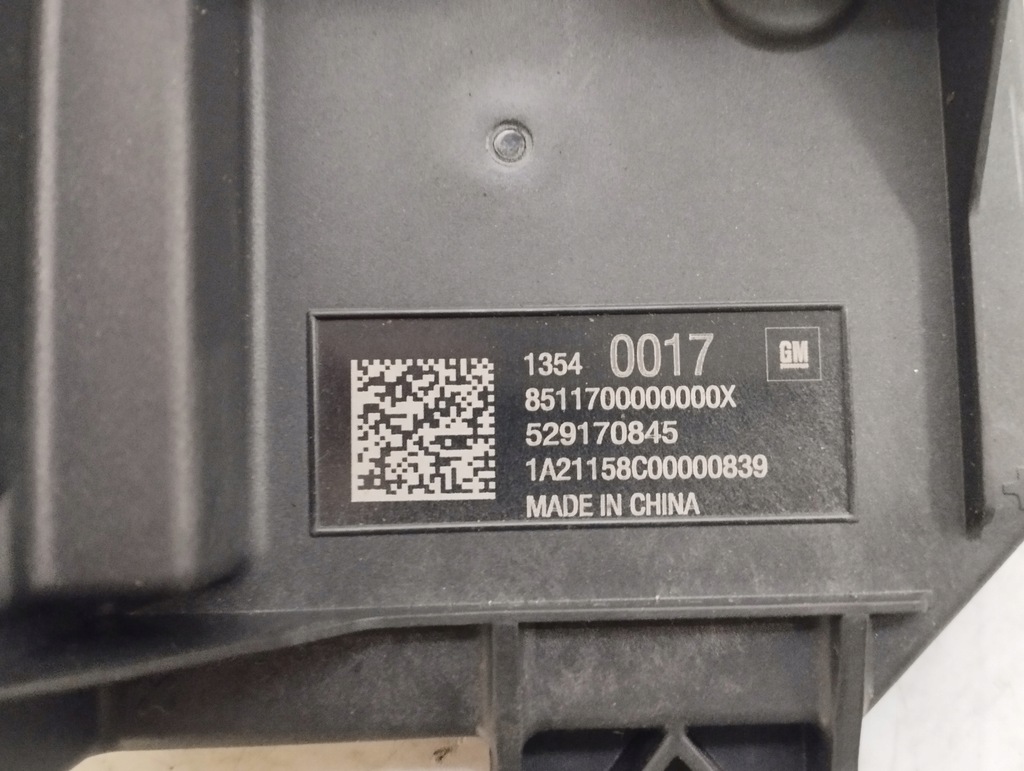 1354 0017 GM
8511700000000X
529170845
1A21158C00000839
MADE IN CHINA